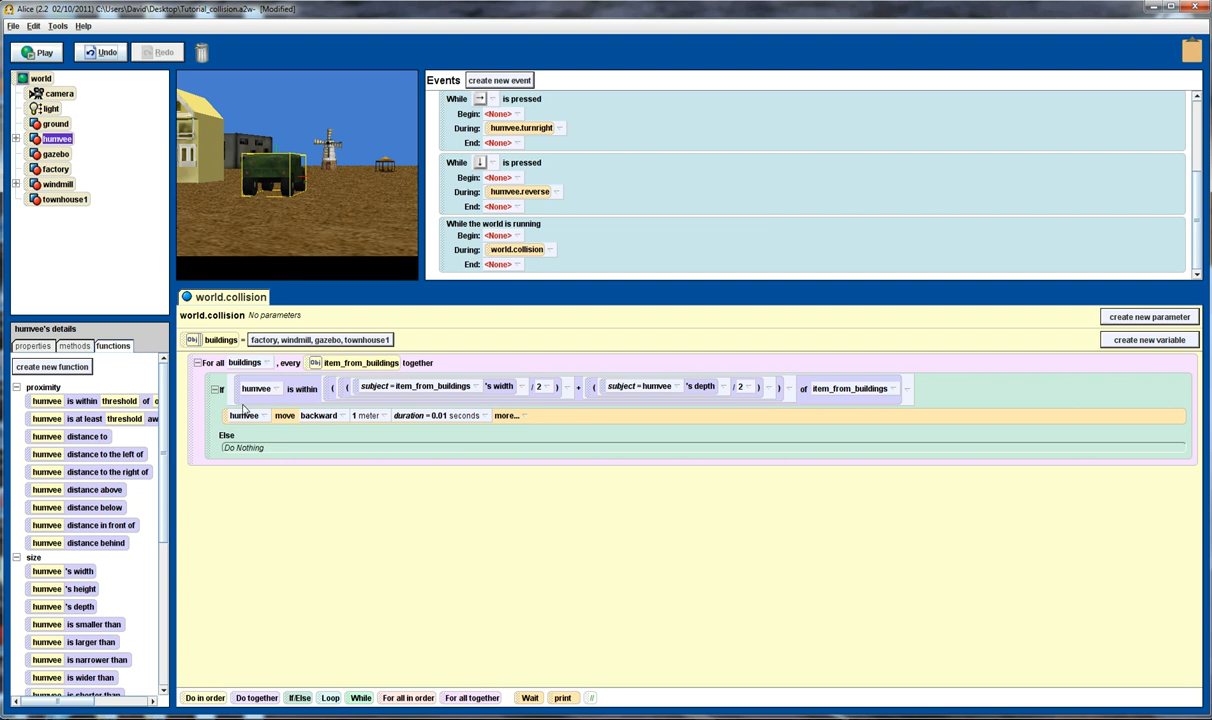 Alice (2.2 02/10/2011) C:\Users\David\Desktop\Tutorial_collision.a2w- [Modified]
File Edit Tools Help
Play Undo Redo
world
camera
light
ground
humvee
gazebo
factory
windmill
townhouse1
Events create new event
While → is pressed
Begin: <None>
During: humvee.turnright
End: <None>
While ↓ is pressed
Begin: <None>
During: humvee.reverse
End: <None>
While the world is running
Begin: <None>
During: world.collision
End: <None>
humvee's details
properties methods functions
create new function
proximity
humvee is within threshold of o
humvee is at least threshold aw
humvee distance to
humvee distance to the left of
humvee distance to the right of
humvee distance above
humvee distance below
humvee distance in front of
humvee distance behind
size
humvee 's width
humvee 's height
humvee 's depth
humvee is smaller than
humvee is larger than
humvee is narrower than
humvee is wider than
humvee is shorter than
world.collision
world.collision No parameters
create new parameter
Obj buildings = factory, windmill, gazebo, townhouse1
create new variable
For all buildings , every Obj item_from_buildings together
If humvee is within ( ( subject = item_from_buildings 's width / 2 ) + ( subject = humvee 's depth / 2 ) ) of item_from_buildings
humvee move backward 1 meter duration = 0.01 seconds more...
Else
(Do Nothing
Do in order Do together If/Else Loop While For all in order For all together Wait print //